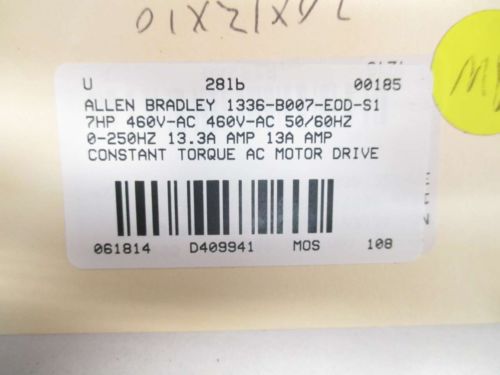 U 28lb 00185
ALLEN BRADLEY 1336-B007-EOD-S1
7HP 460V-AC 460V-AC 50/60HZ
0-250HZ 13.3A AMP 13A AMP
CONSTANT TORQUE AC MOTOR DRIVE
061814 D409941 MOS 108